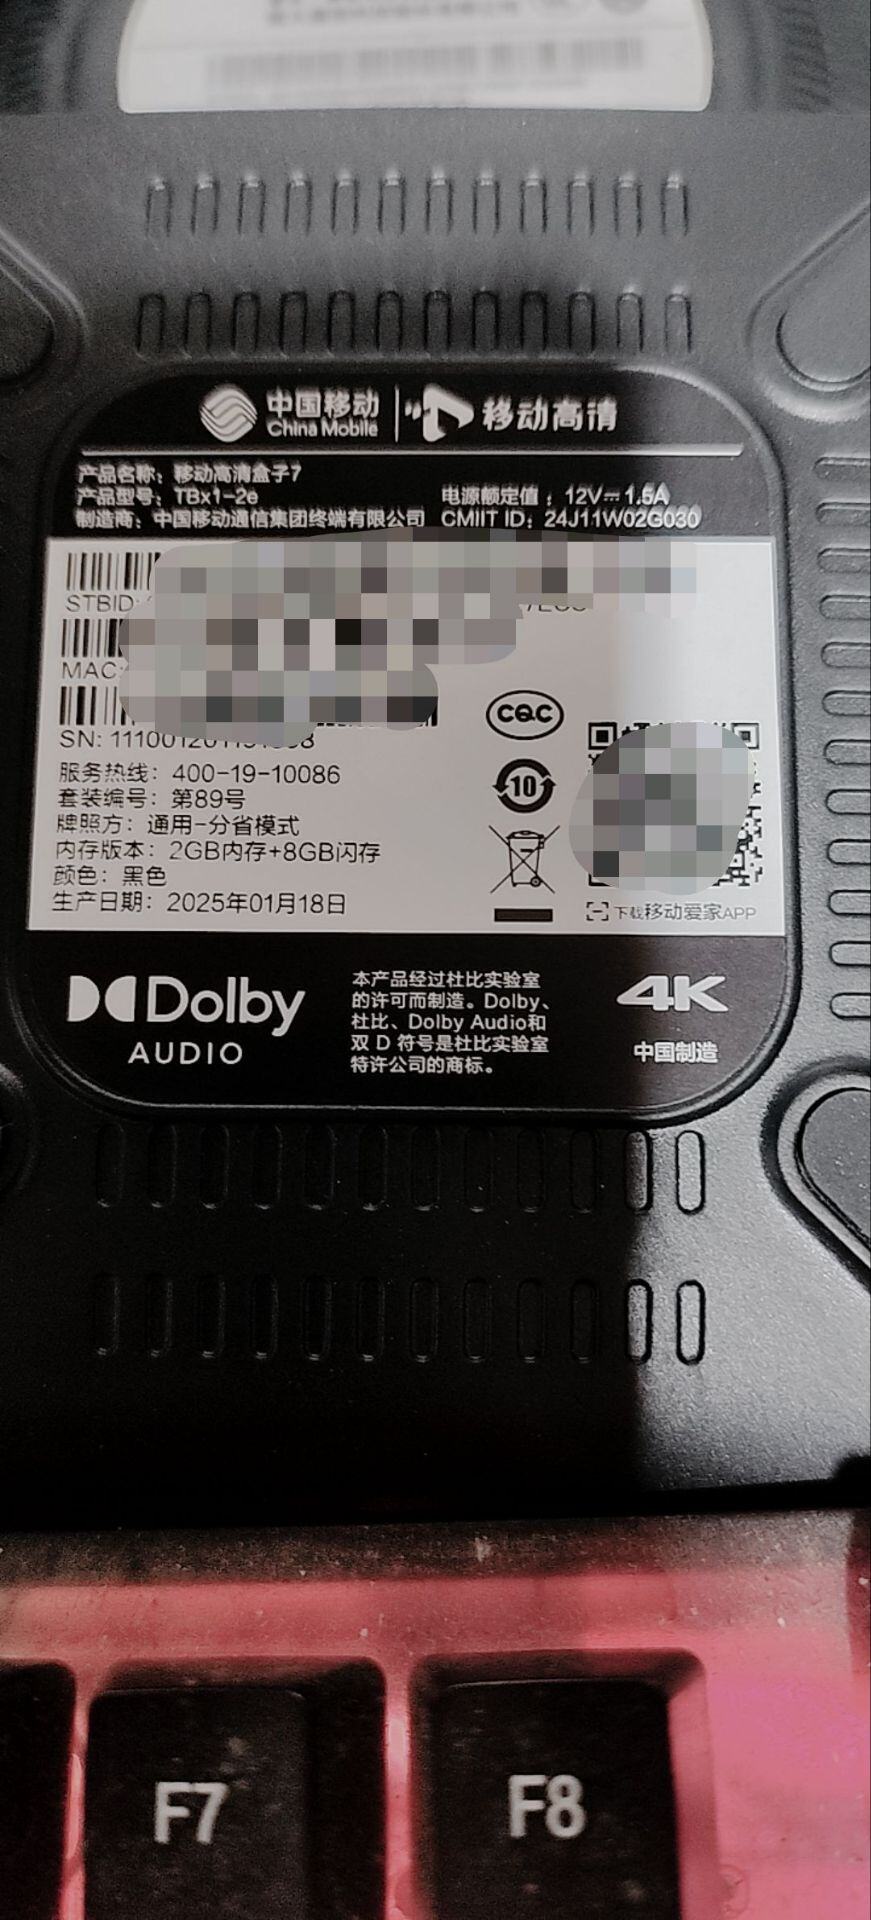 中国移动
China Mobile
移动高清
产品名称：移动高清盒子7
产品型号：TBx1-2e
电源额定值：12V⎓1.5A
制造商：中国移动通信集团终端有限公司
CMIIT ID：24J11W02G030
STBID:
MAC:
SN:
服务热线：400-19-10086
套装编号：第89号
牌照方：通用-分省模式
内存版本：2GB内存+8GB闪存
颜色：黑色
生产日期：2025年01月18日
CQC
10
下载移动爱家APP
Dolby
AUDIO
本产品经过杜比实验室
的许可而制造。Dolby、
杜比、Dolby Audio和
双 D 符号是杜比实验室
特许公司的商标。
4K
中国制造
F7
F8